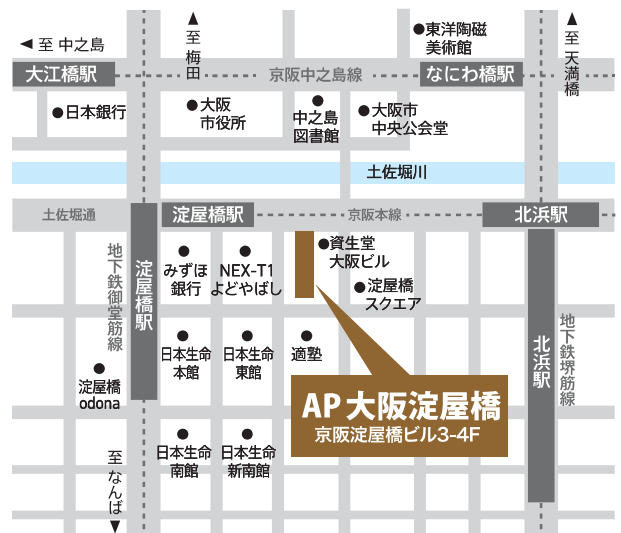 至 中之島
至 梅田
東洋陶磁
美術館
至 天満橋
大江橋駅
京阪中之島線
なにわ橋駅
日本銀行
大阪
市役所
中之島
図書館
大阪市
中央公会堂
土佐堀川
土佐堀通
淀屋橋駅
京阪本線
北浜駅
地下鉄御堂筋線
淀屋橋駅
みずほ
銀行
NEX-T1
よどやばし
資生堂
大阪ビル
淀屋橋
スクエア
北浜駅
地下鉄堺筋線
日本生命
本館
日本生命
東館
適塾
淀屋橋
odona
AP 大阪淀屋橋
京阪淀屋橋ビル3-4F
日本生命
南館
日本生命
新南館
至 なんば